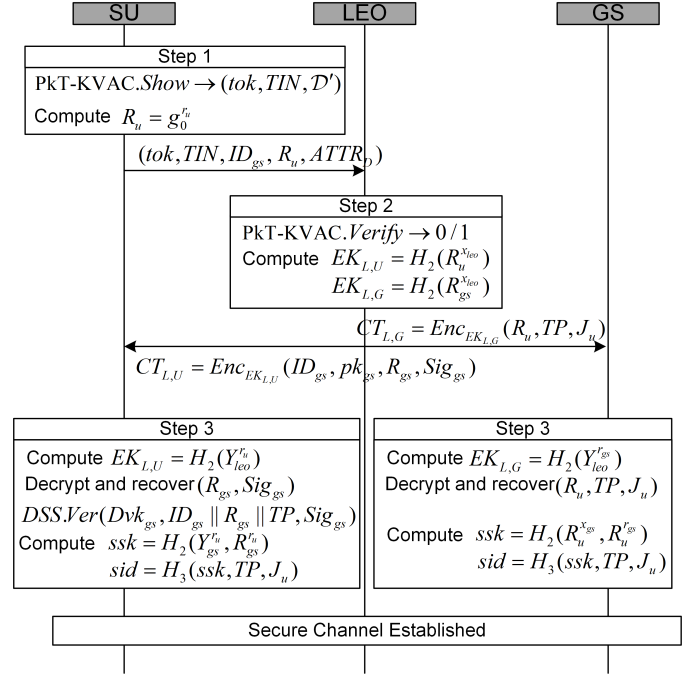 SU LEO GS
Step 1
PkT-KVAC.Show → (tok, TIN, D′)
Compute R_u = g_0^{r_u}
(tok, TIN, ID_gs, R_u, ATTR_D)
Step 2
PkT-KVAC.Verify → 0 / 1
Compute EK_{L,U} = H_2(R_u^{x_leo})
EK_{L,G} = H_2(R_gs^{x_leo})
CT_{L,G} = Enc_{EK_{L,G}}(R_u, TP, J_u)
CT_{L,U} = Enc_{EK_{L,U}}(ID_gs, pk_gs, R_gs, Sig_gs)
Step 3
Compute EK_{L,U} = H_2(Y_leo^{r_u})
Decrypt and recover (R_gs, Sig_gs)
DSS.Ver(Dvk_gs, ID_gs || R_gs || TP, Sig_gs)
Compute ssk = H_2(Y_gs^{r_u}, R_gs^{r_u})
sid = H_3(ssk, TP, J_u)
Step 3
Compute EK_{L,G} = H_2(Y_leo^{r_gs})
Decrypt and recover (R_u, TP, J_u)
Compute ssk = H_2(R_u^{x_gs}, R_u^{r_gs})
sid = H_3(ssk, TP, J_u)
Secure Channel Established